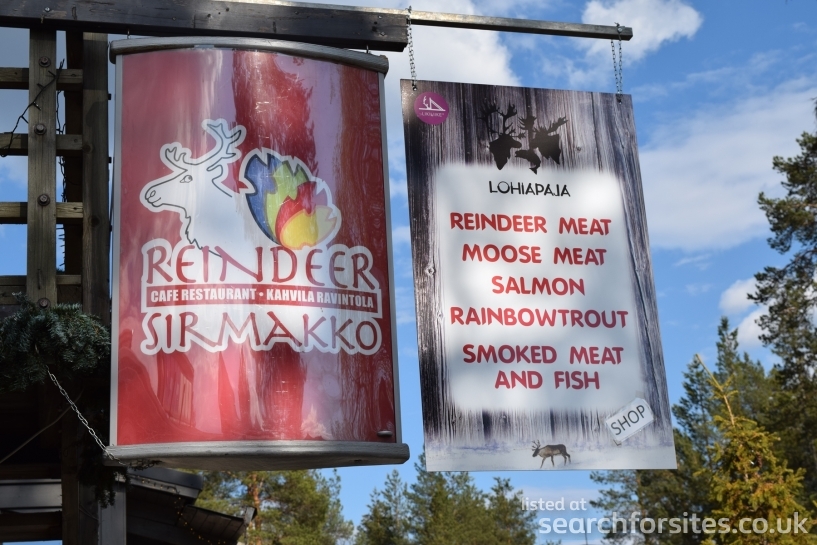 REINDEER
CAFE RESTAURANT • KAHVILA RAVINTOLA
SIRMAKKO
LOHIAPAJA
REINDEER MEAT
MOOSE MEAT
SALMON
RAINBOWTROUT
SMOKED MEAT
AND FISH
SHOP
listed at
searchforsites.co.uk